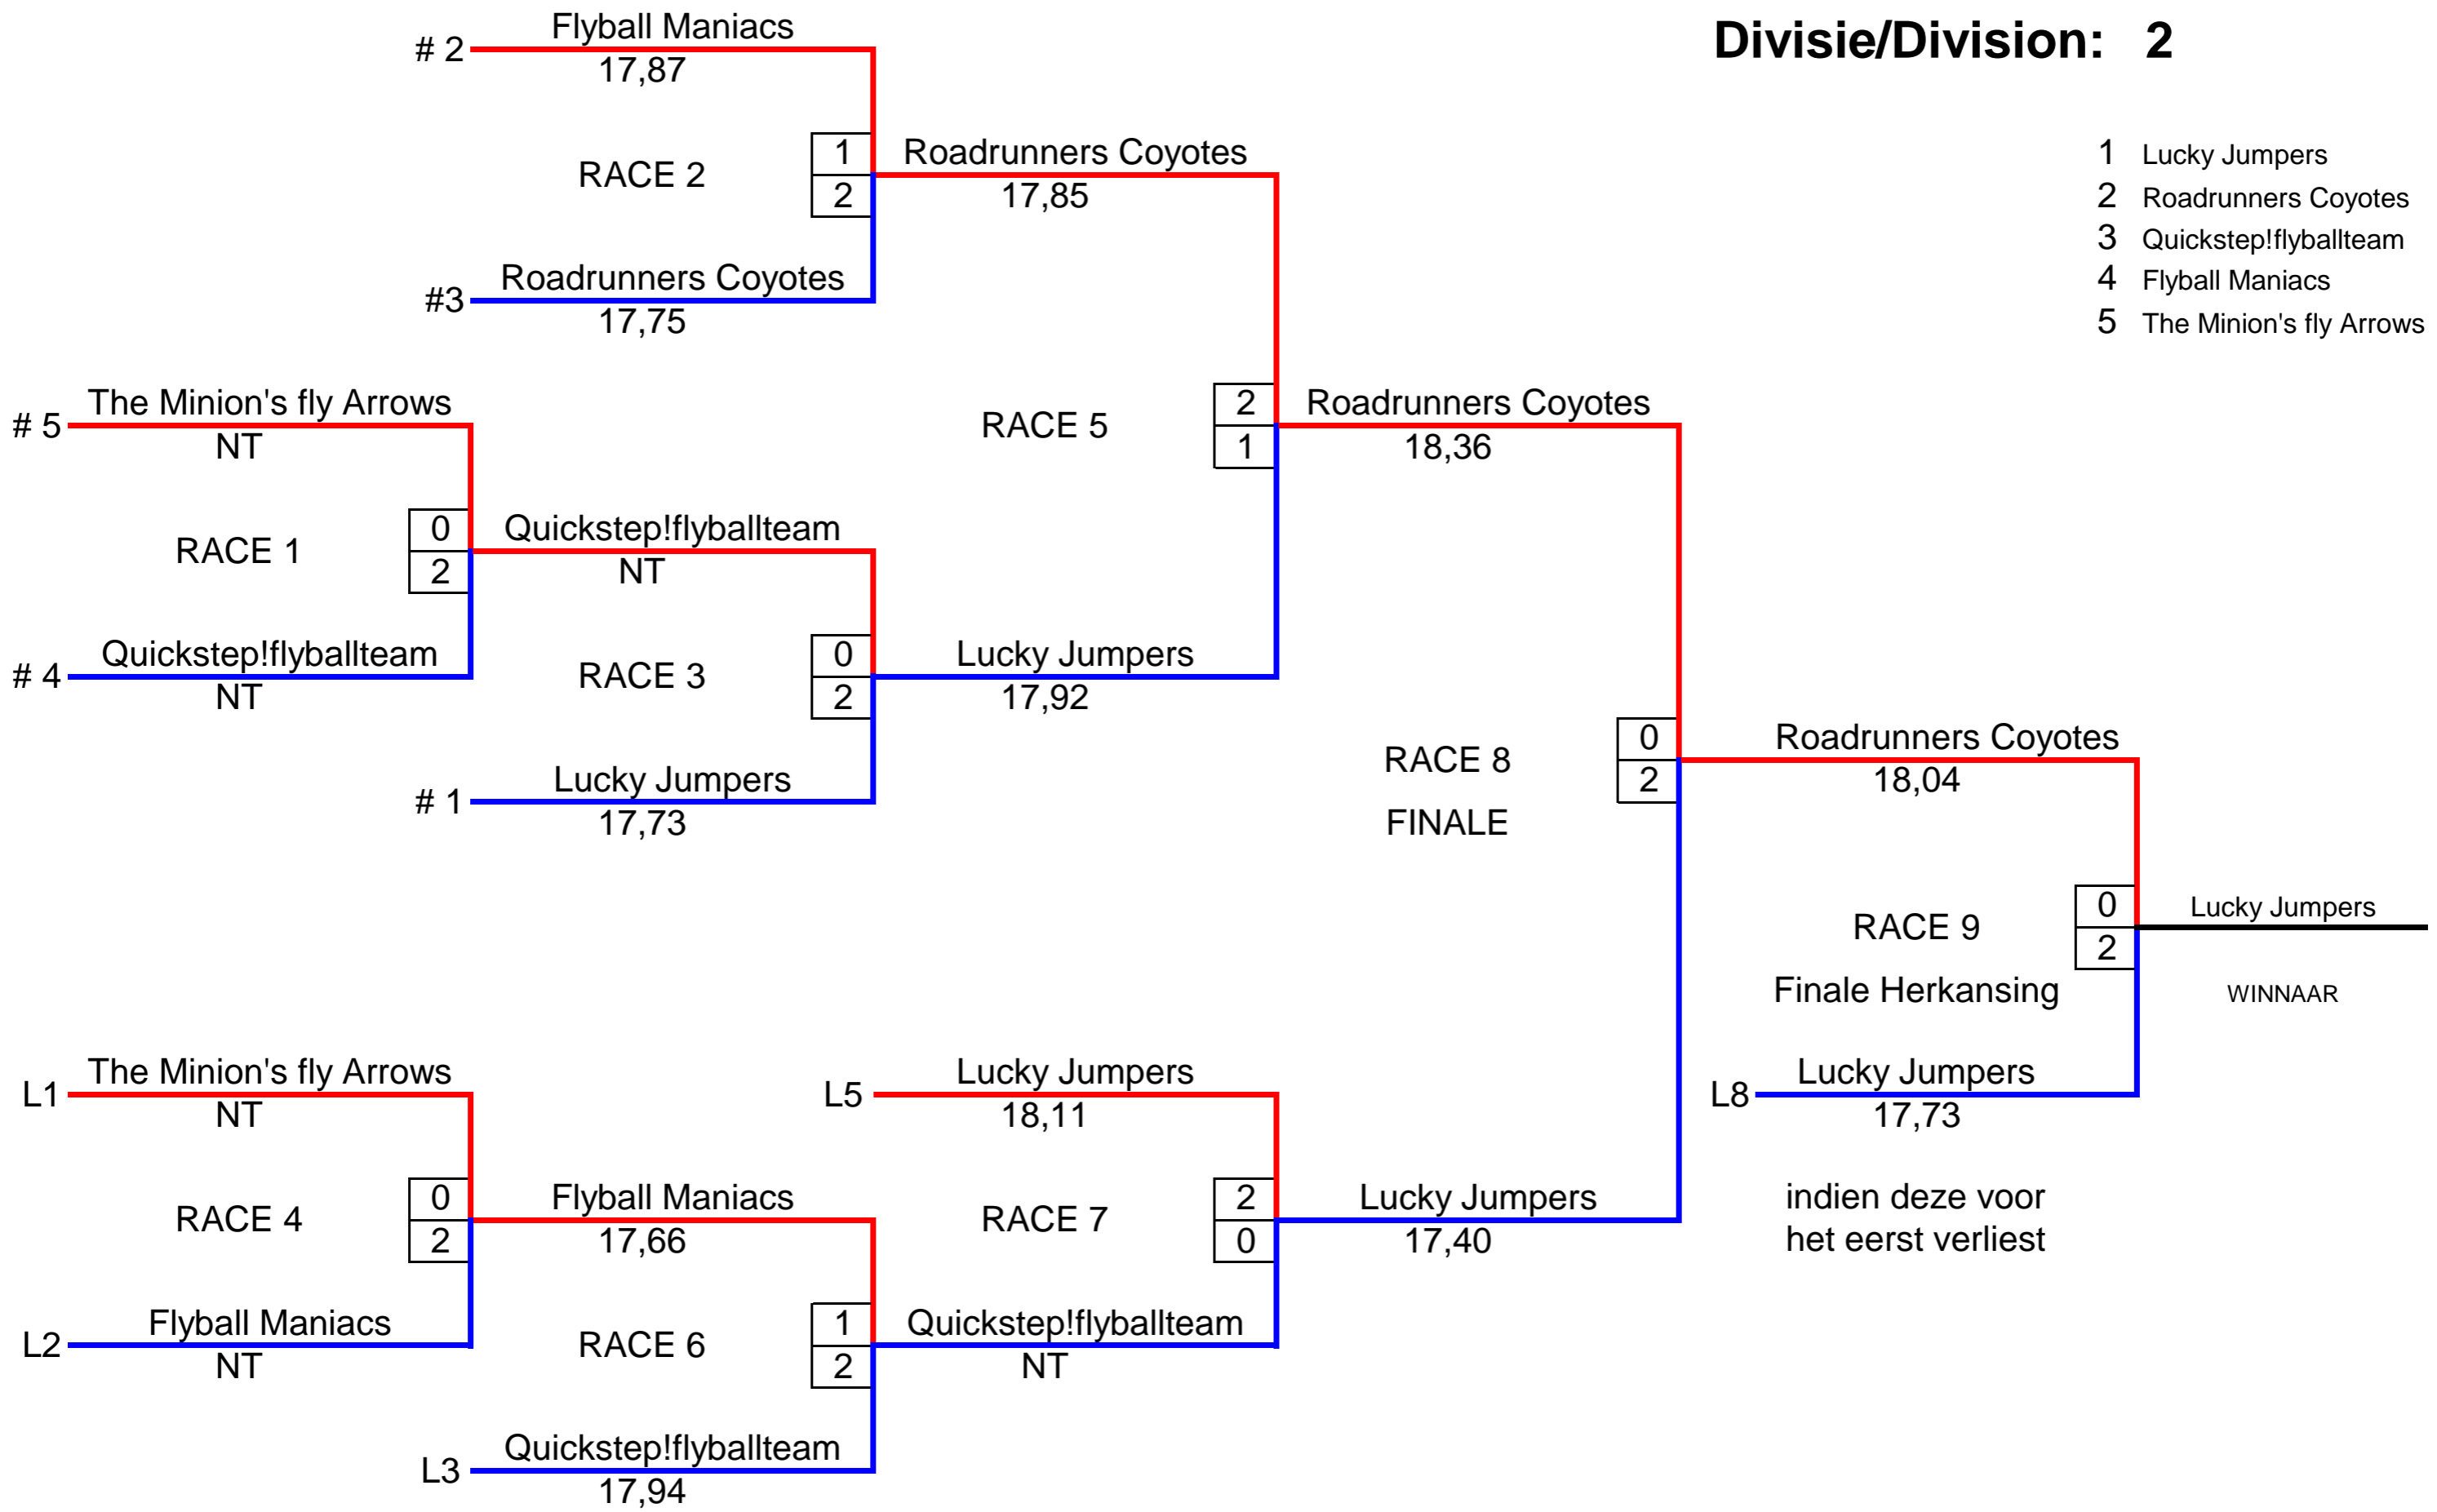 Divisie/Division: 2
1 Lucky Jumpers
2 Roadrunners Coyotes
3 Quickstep!flyballteam
4 Flyball Maniacs
5 The Minion's fly Arrows
# 2
Flyball Maniacs
17,87
RACE 2
1
2
#3
Roadrunners Coyotes
17,75
Roadrunners Coyotes
17,85
# 5
The Minion's fly Arrows
NT
RACE 1
0
2
# 4
Quickstep!flyballteam
NT
Quickstep!flyballteam
NT
RACE 3
0
2
# 1
Lucky Jumpers
17,73
RACE 5
2
1
Lucky Jumpers
17,92
Roadrunners Coyotes
18,36
RACE 8
FINALE
0
2
Roadrunners Coyotes
18,04
RACE 9
Finale Herkansing
0
2
Lucky Jumpers
WINNAAR
L8
Lucky Jumpers
17,73
indien deze voor
het eerst verliest
L1
The Minion's fly Arrows
NT
RACE 4
0
2
L2
Flyball Maniacs
NT
Flyball Maniacs
17,66
RACE 6
1
2
L3
Quickstep!flyballteam
17,94
L5
Lucky Jumpers
18,11
RACE 7
2
0
Quickstep!flyballteam
NT
Lucky Jumpers
17,40